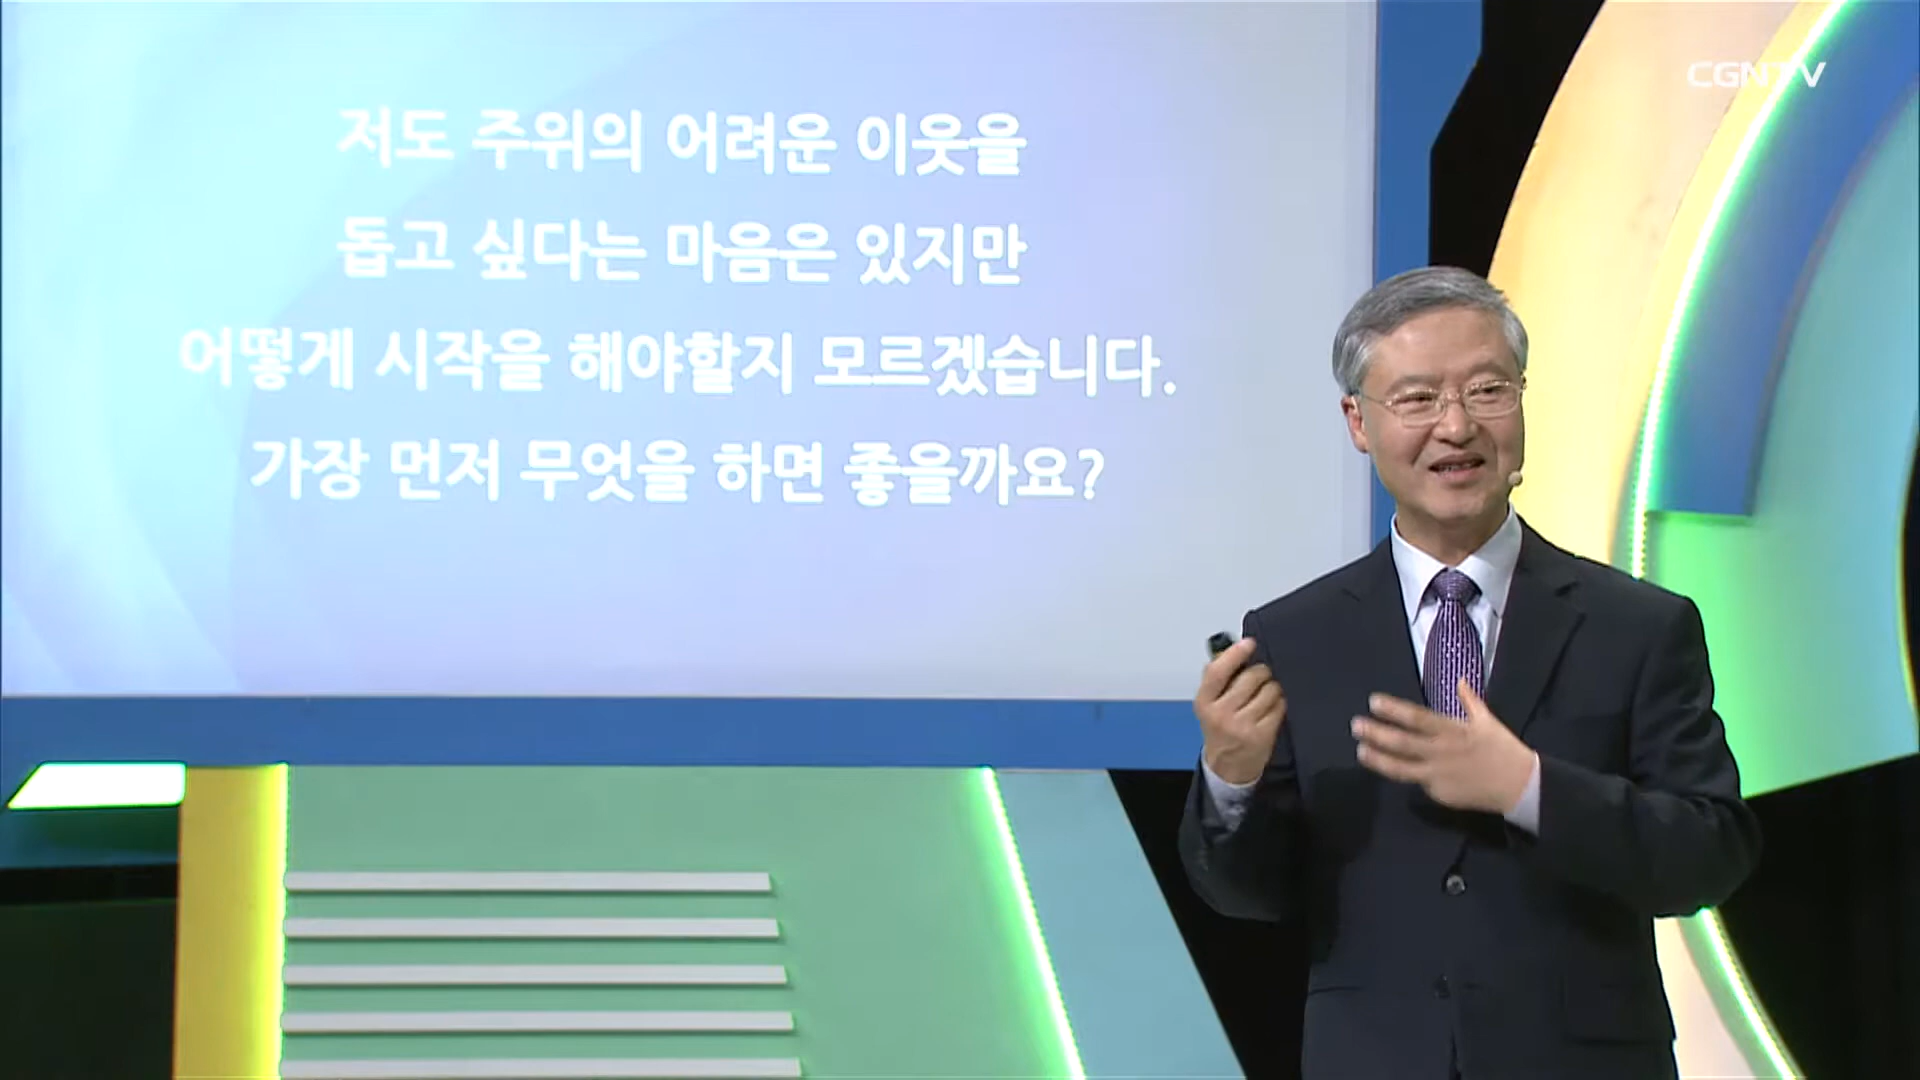 CGNTV
저도 주위의 어려운 이웃을
돕고 싶다는 마음은 있지만
어떻게 시작을 해야할지 모르겠습니다.
가장 먼저 무엇을 하면 좋을까요?